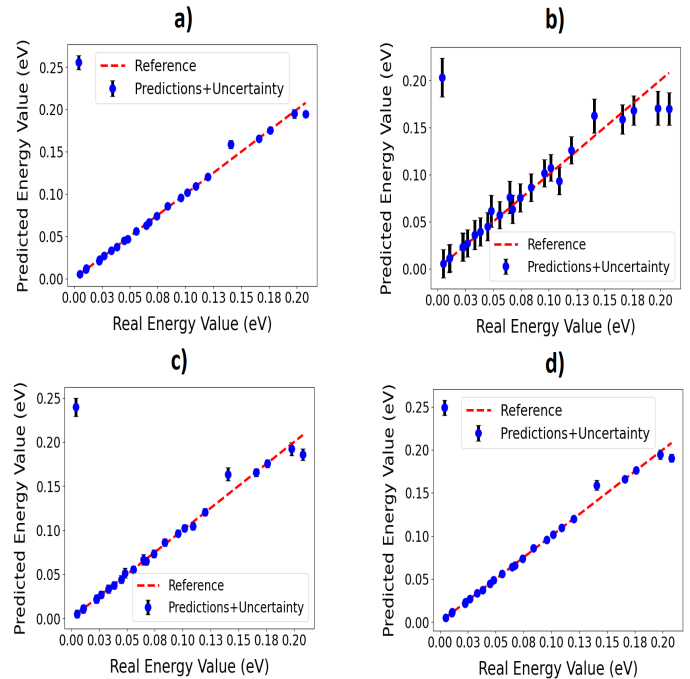 a)
Predicted Energy Value (eV)
0.25
0.20
0.15
0.10
0.05
0.00
Reference
Predictions+Uncertainty
0.00 0.03 0.05 0.08 0.10 0.13 0.15 0.18 0.20
Real Energy Value (eV)
b)
Predicted Energy Value (eV)
0.20
0.15
0.10
0.05
0.00
Reference
Predictions+Uncertainty
0.00 0.03 0.05 0.08 0.10 0.12 0.15 0.17 0.20
Real Energy Value (eV)
c)
Predicted Energy Value (eV)
0.25
0.20
0.15
0.10
0.05
0.00
Reference
Predictions+Uncertainty
0.00 0.03 0.05 0.08 0.10 0.12 0.15 0.17 0.20
Real Energy Value (eV)
d)
Predicted Energy Value (eV)
0.25
0.20
0.15
0.10
0.05
0.00
Reference
Predictions+Uncertainty
0.00 0.03 0.05 0.08 0.10 0.12 0.15 0.17 0.20
Real Energy Value (eV)